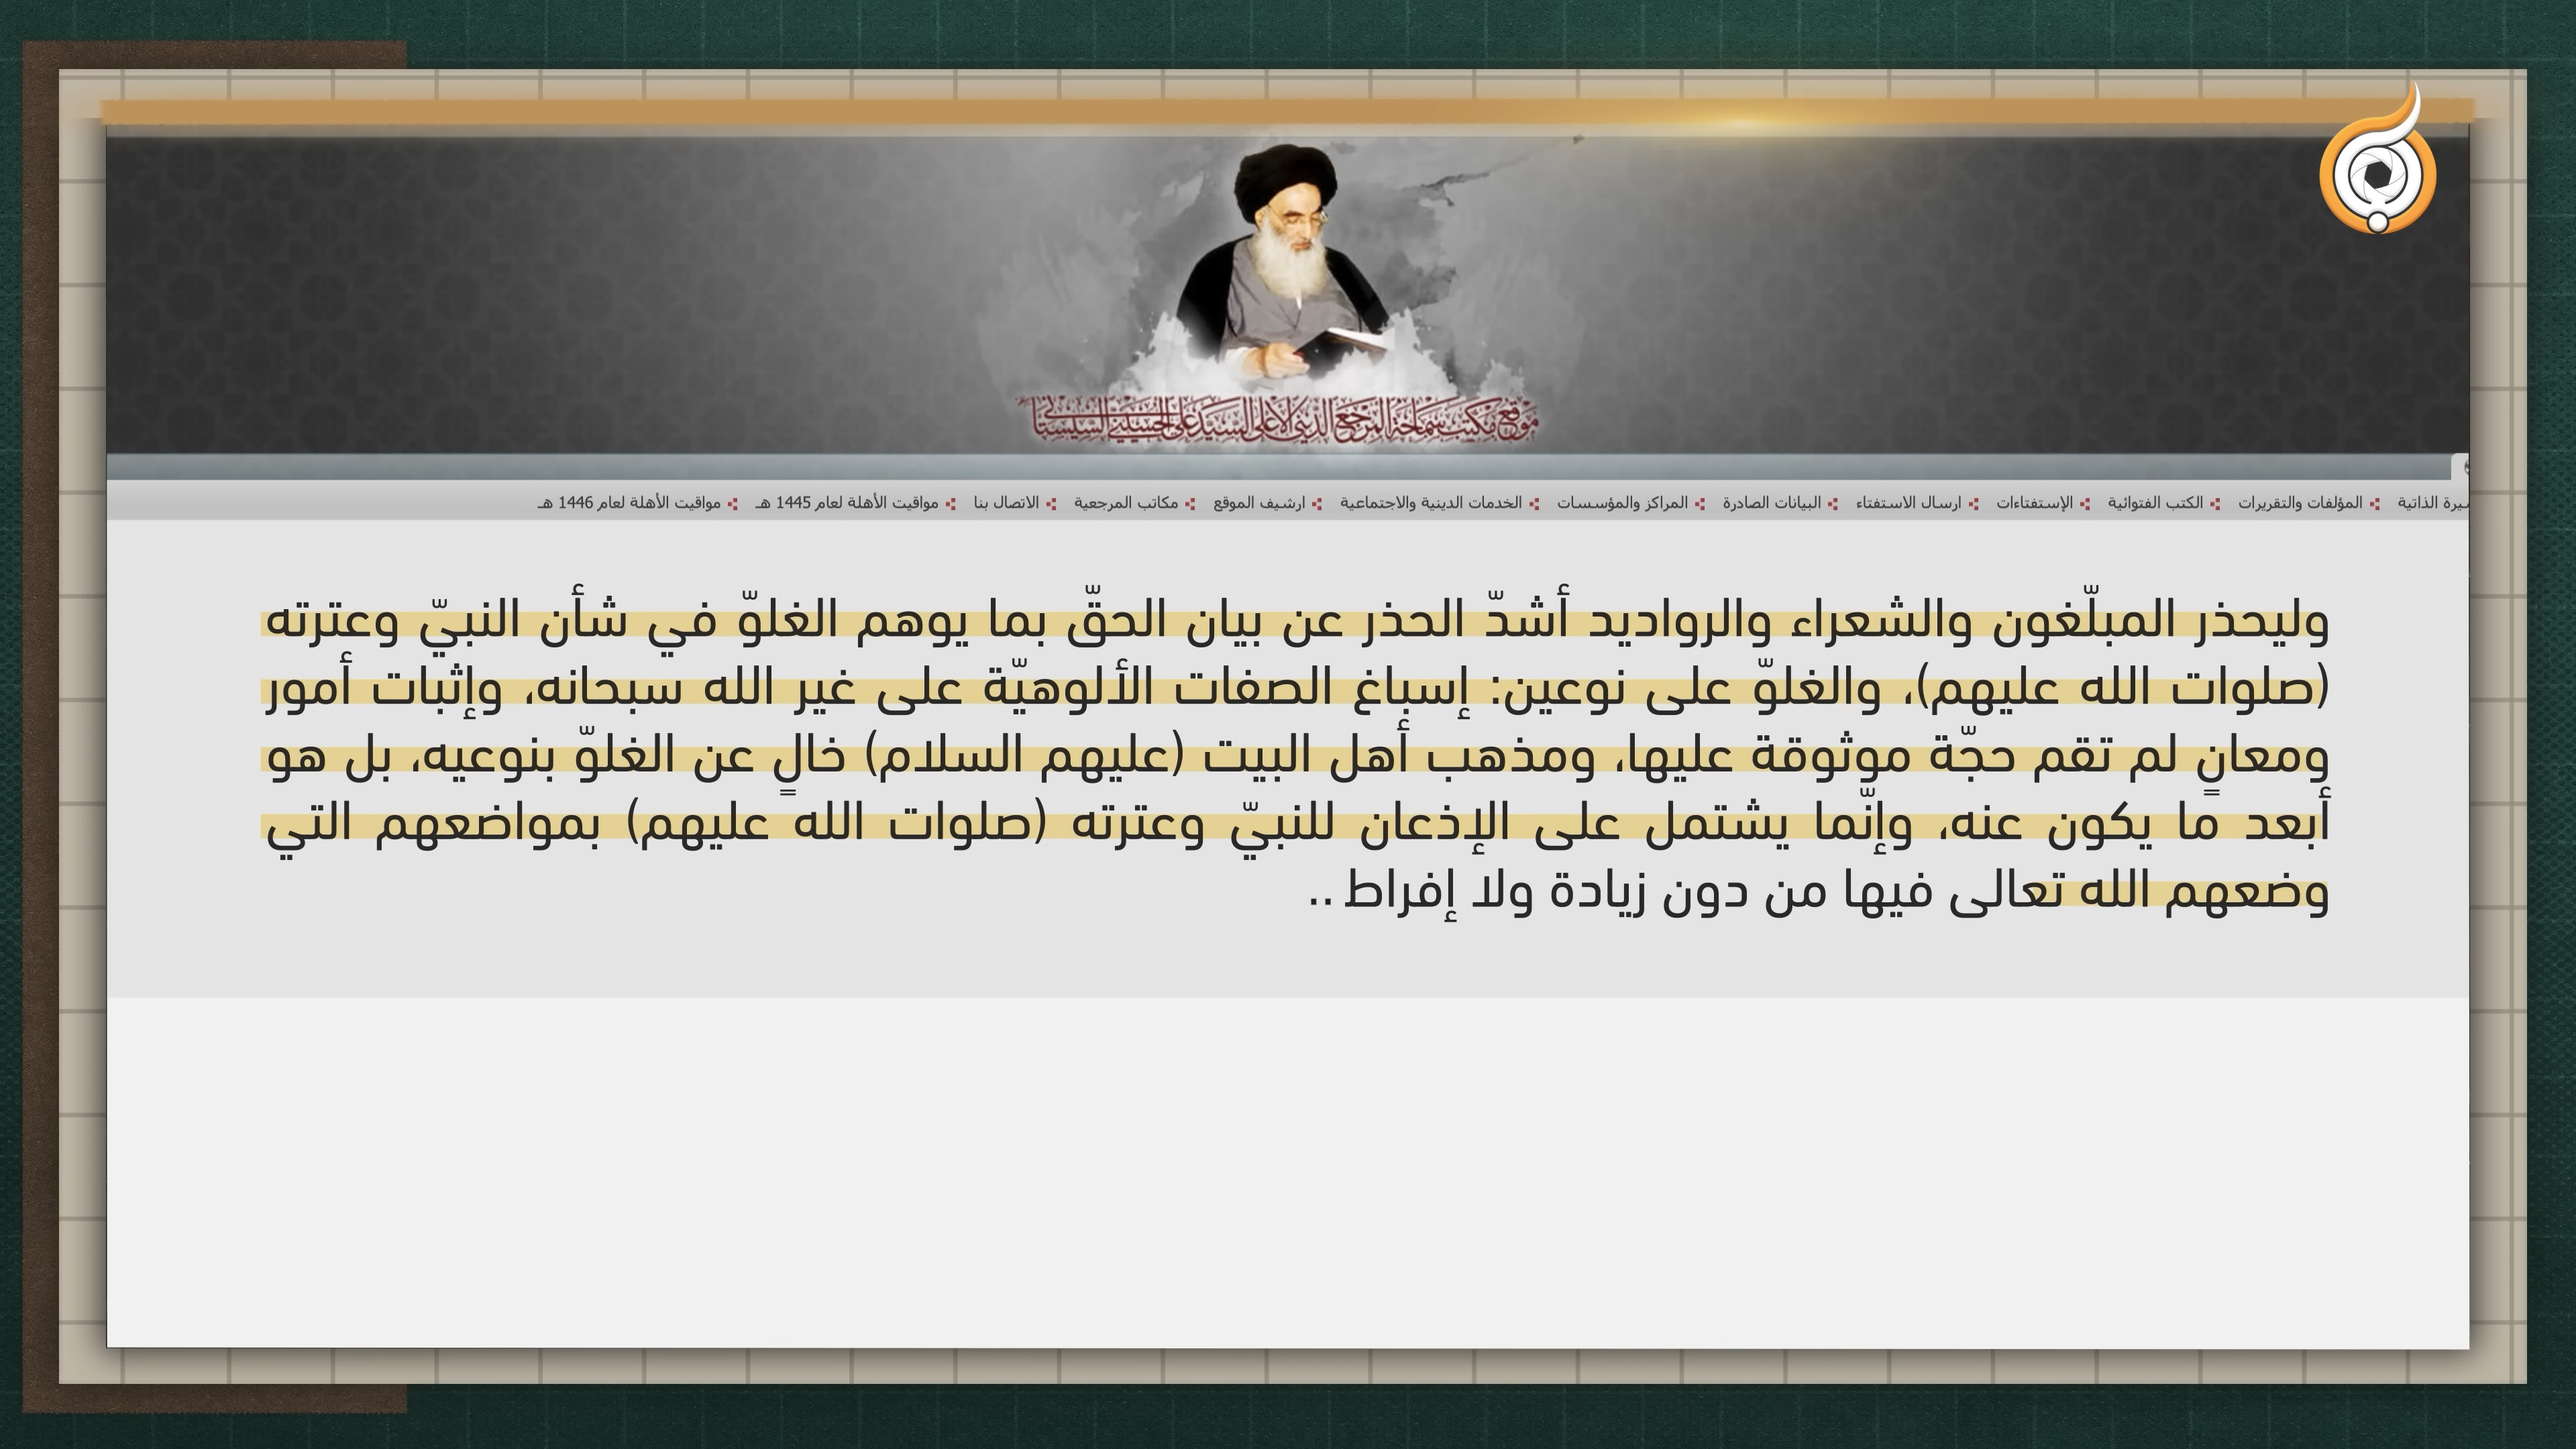 موقع مكتب سماحة المرجع الديني الأعلى السيد علي الحسيني السيستاني
يرة الذاتية المؤلفات والتقريرات الكتب الفتوائية الإستفتاءات ارسال الاستفتاء البيانات الصادرة المراكز والمؤسسات الخدمات الدينية والاجتماعية ارشيف الموقع مكاتب المرجعية الاتصال بنا مواقيت الأهلة لعام 1445 هـ مواقيت الأهلة لعام 1446 هـ
وليحذر المبلّغون والشعراء والرواديد أشدّ الحذر عن بيان الحقّ بما يوهم الغلوّ في شأن النبيّ وعترته
(صلوات الله عليهم)، والغلوّ على نوعين: إسباغ الصفات الألوهيّة على غير الله سبحانه، وإثبات أمور
ومعانٍ لم تقم حجّة موثوقة عليها، ومذهب أهل البيت (عليهم السلام) خالٍ عن الغلوّ بنوعيه، بل هو
أبعد ما يكون عنه، وإنّما يشتمل على الإذعان للنبيّ وعترته (صلوات الله عليهم) بمواضعهم التي
وضعهم الله تعالى فيها من دون زيادة ولا إفراط ..